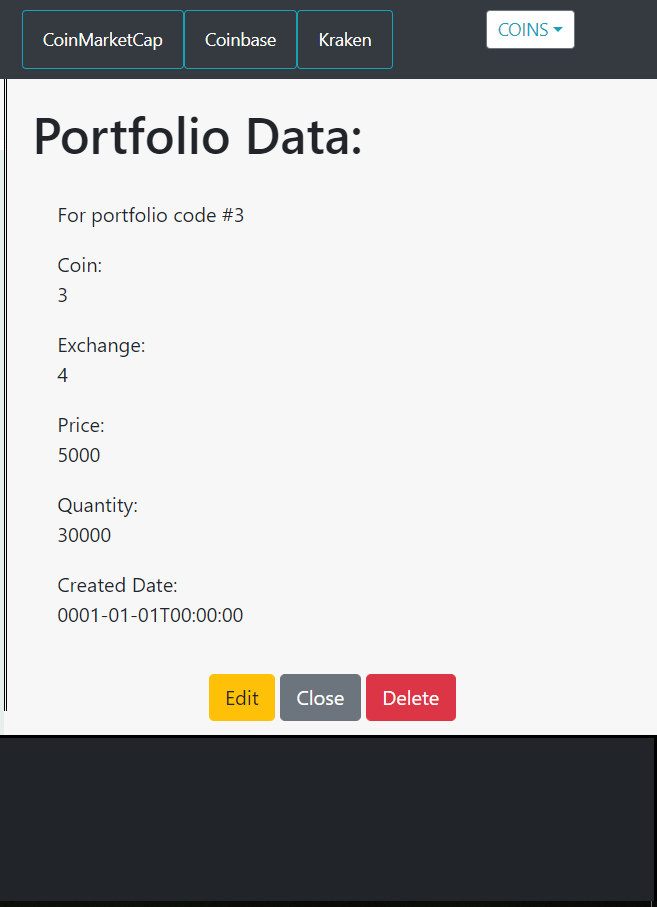 CoinMarketCap Coinbase Kraken COINS
Portfolio Data:
For portfolio code #3
Coin:
3
Exchange:
4
Price:
5000
Quantity:
30000
Created Date:
0001-01-01T00:00:00
Edit Close Delete